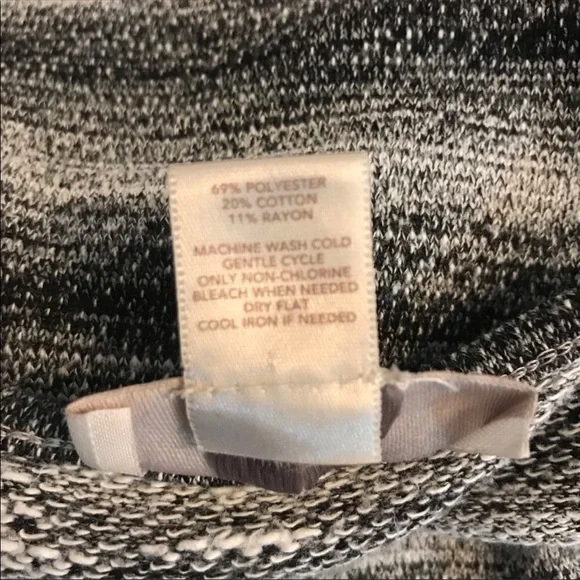 69% POLYESTER
20% COTTON
11% RAYON
MACHINE WASH COLD
GENTLE CYCLE
ONLY NON-CHLORINE
BLEACH WHEN NEEDED
DRY FLAT
COOL IRON IF NEEDED